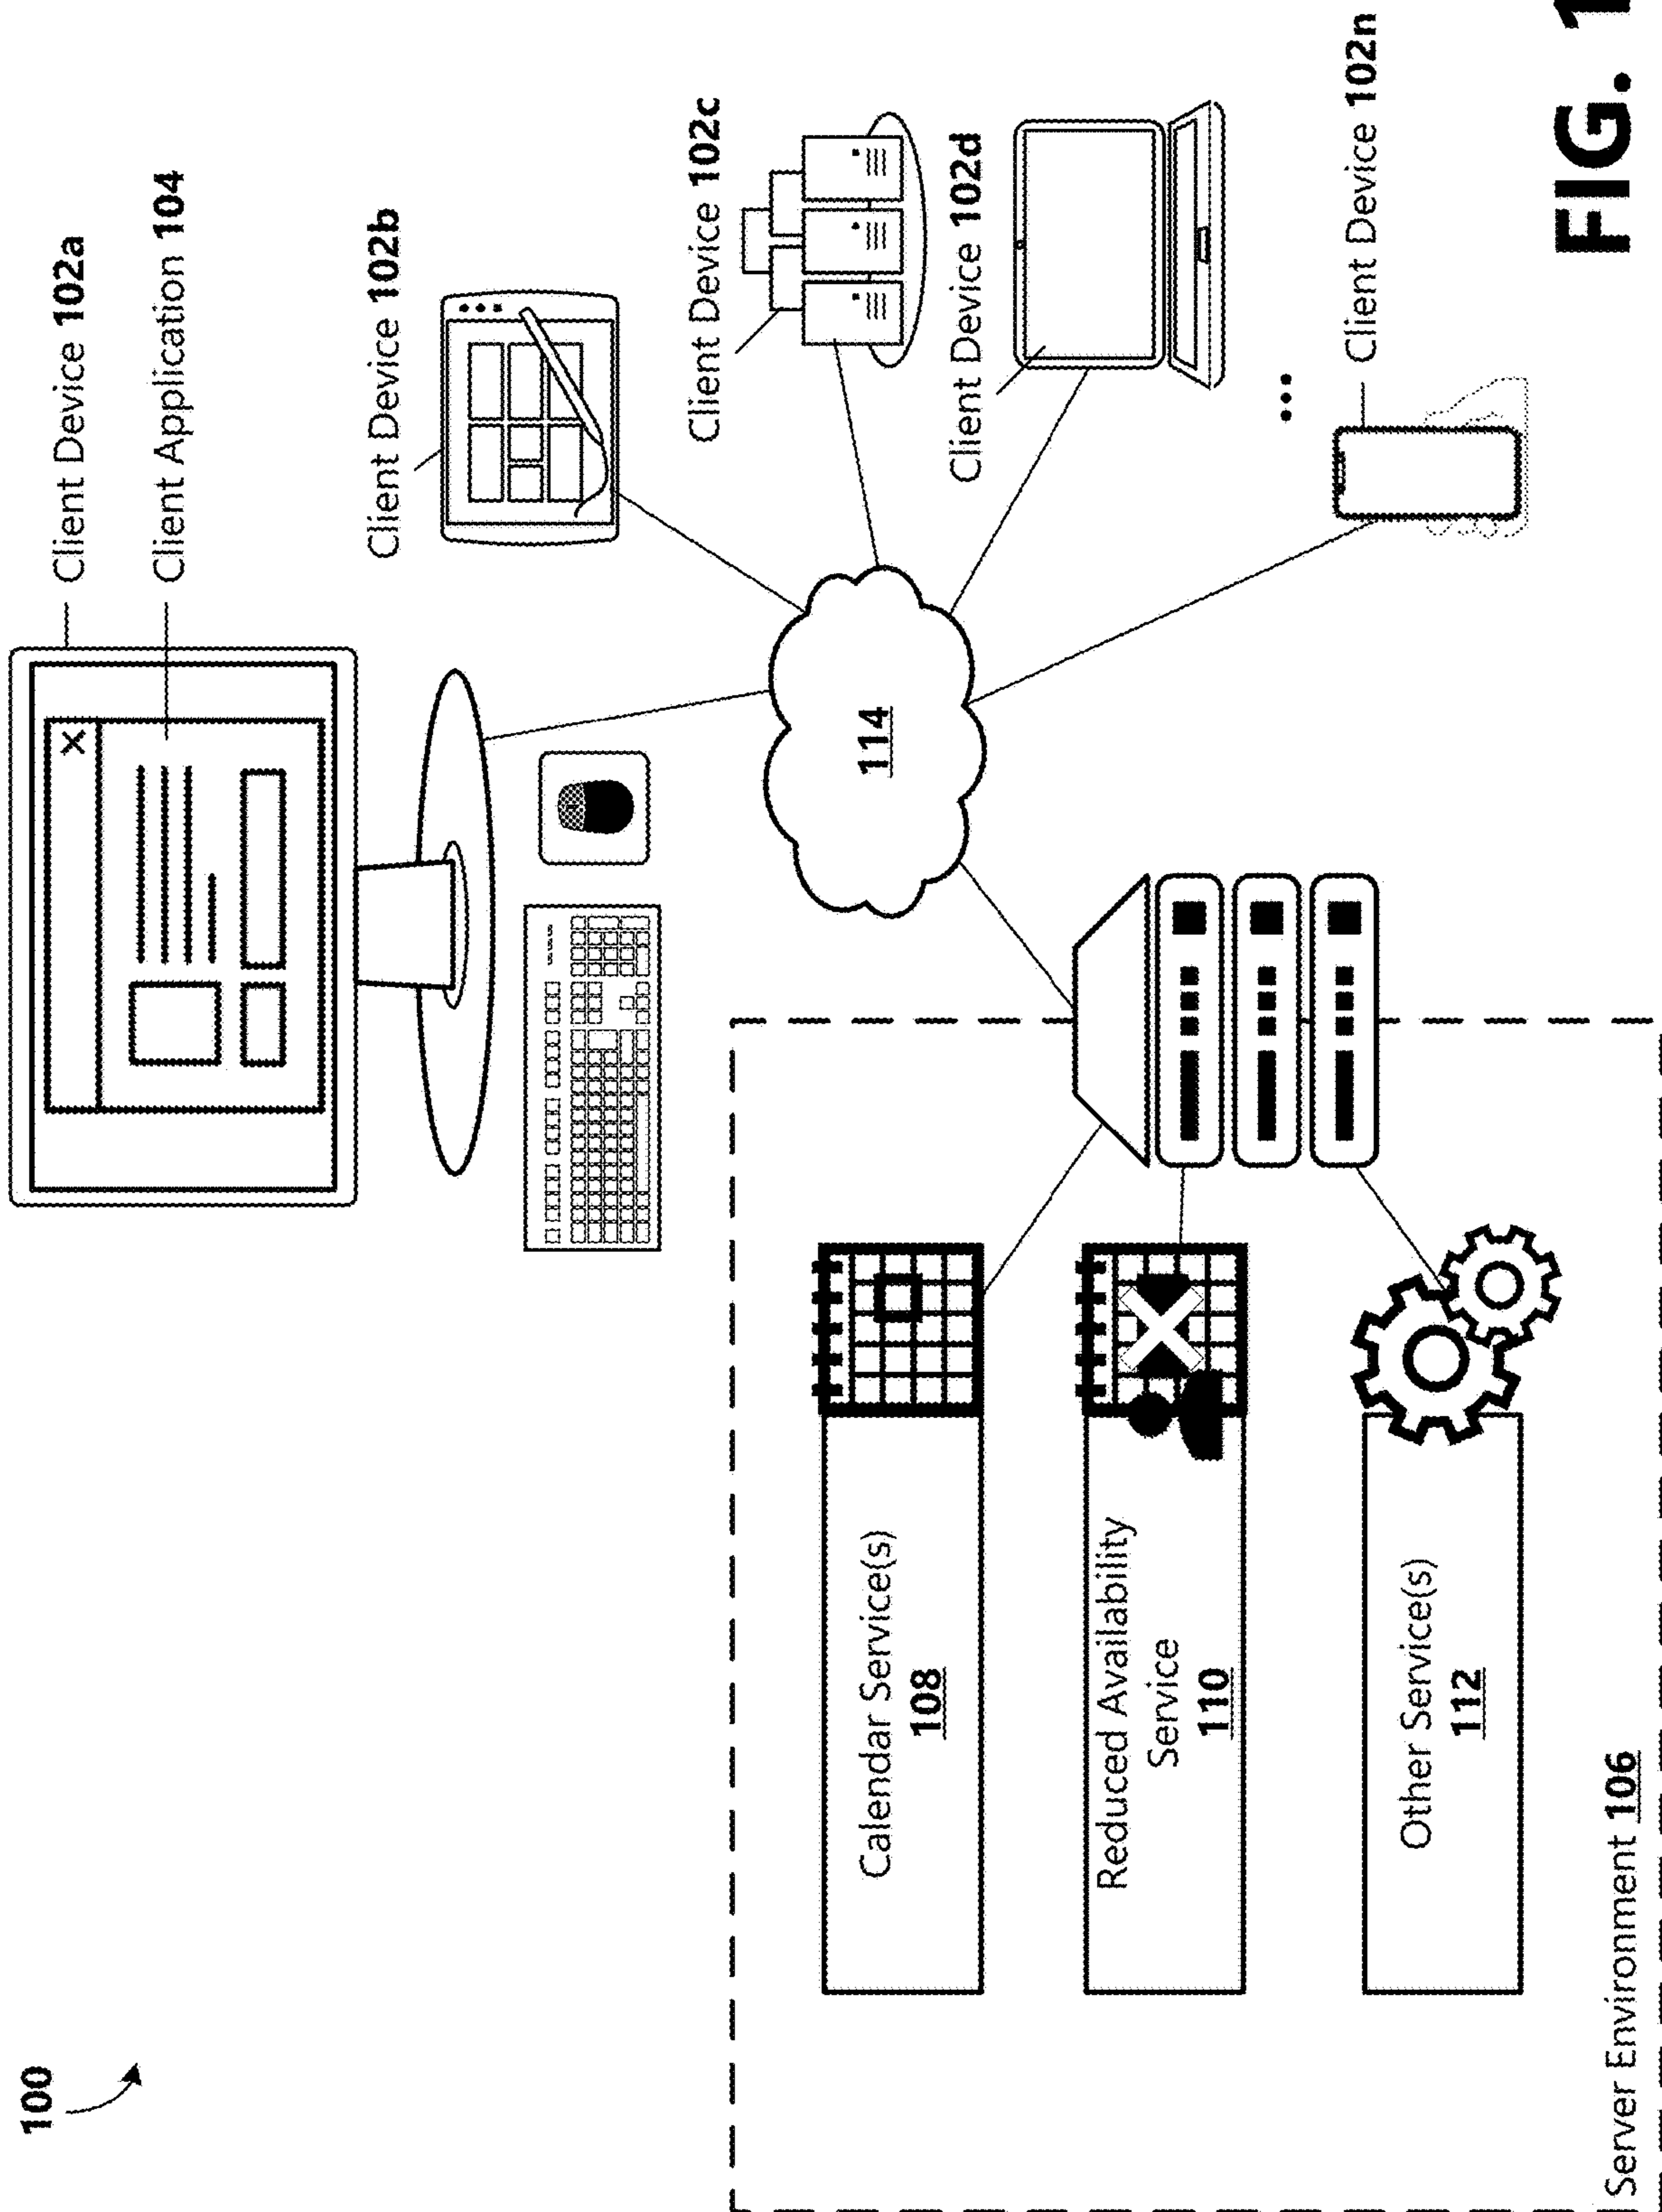 100
Client Device 102a
Client Application 104
Client Device 102b
Client Device 102c
Client Device 102d
Client Device 102n
114
Calendar Service(s)
108
Reduced Availability
Service
110
Other Service(s)
112
Server Environment 106
FIG. 1